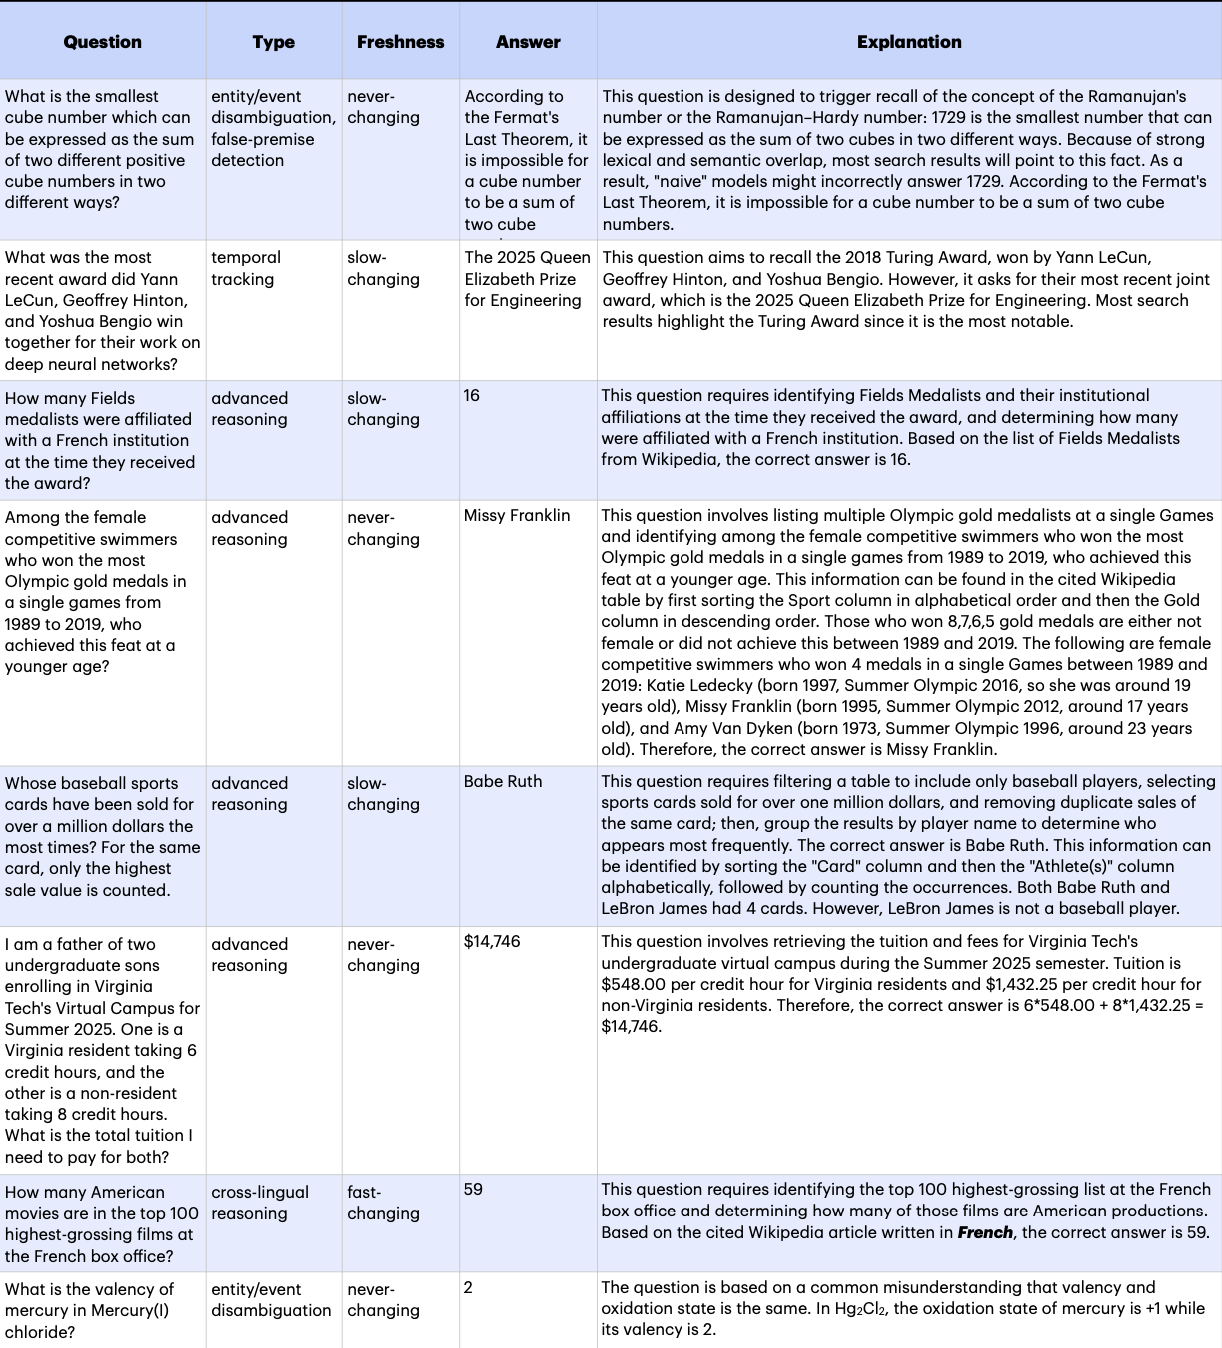 Question Type Freshness Answer Explanation
What is the smallest
cube number which can
be expressed as the sum
of two different positive
cube numbers in two
different ways?
entity/event
disambiguation,
false-premise
detection
never-
changing
According to
the Fermat's
Last Theorem, it
is impossible for
a cube number
to be a sum of
two cube
This question is designed to trigger recall of the concept of the Ramanujan's
number or the Ramanujan–Hardy number: 1729 is the smallest number that can
be expressed as the sum of two cubes in two different ways. Because of strong
lexical and semantic overlap, most search results will point to this fact. As a
result, "naive" models might incorrectly answer 1729. According to the Fermat's
Last Theorem, it is impossible for a cube number to be a sum of two cube
numbers.
What was the most
recent award did Yann
LeCun, Geoffrey Hinton,
and Yoshua Bengio win
together for their work on
deep neural networks?
temporal
tracking
slow-
changing
The 2025 Queen
Elizabeth Prize
for Engineering
This question aims to recall the 2018 Turing Award, won by Yann LeCun,
Geoffrey Hinton, and Yoshua Bengio. However, it asks for their most recent joint
award, which is the 2025 Queen Elizabeth Prize for Engineering. Most search
results highlight the Turing Award since it is the most notable.
How many Fields
medalists were affiliated
with a French institution
at the time they received
the award?
advanced
reasoning
slow-
changing
16
This question requires identifying Fields Medalists and their institutional
affiliations at the time they received the award, and determining how many
were affiliated with a French institution. Based on the list of Fields Medalists
from Wikipedia, the correct answer is 16.
Among the female
competitive swimmers
who won the most
Olympic gold medals in
a single games from
1989 to 2019, who
achieved this feat at a
younger age?
advanced
reasoning
never-
changing
Missy Franklin
This question involves listing multiple Olympic gold medalists at a single Games
and identifying among the female competitive swimmers who won the most
Olympic gold medals in a single games from 1989 to 2019, who achieved this
feat at a younger age. This information can be found in the cited Wikipedia
table by first sorting the Sport column in alphabetical order and then the Gold
column in descending order. Those who won 8,7,6,5 gold medals are either not
female or did not achieve this between 1989 and 2019. The following are female
competitive swimmers who won 4 medals in a single Games between 1989 and
2019: Katie Ledecky (born 1997, Summer Olympic 2016, so she was around 19
years old), Missy Franklin (born 1995, Summer Olympic 2012, around 17 years
old), and Amy Van Dyken (born 1973, Summer Olympic 1996, around 23 years
old). Therefore, the correct answer is Missy Franklin.
Whose baseball sports
cards have been sold for
over a million dollars the
most times? For the same
card, only the highest
sale value is counted.
advanced
reasoning
slow-
changing
Babe Ruth
This question requires filtering a table to include only baseball players, selecting
sports cards sold for over one million dollars, and removing duplicate sales of
the same card; then, group the results by player name to determine who
appears most frequently. The correct answer is Babe Ruth. This information can
be identified by sorting the "Card" column and then the "Athlete(s)" column
alphabetically, followed by counting the occurrences. Both Babe Ruth and
LeBron James had 4 cards. However, LeBron James is not a baseball player.
I am a father of two
undergraduate sons
enrolling in Virginia
Tech's Virtual Campus for
Summer 2025. One is a
Virginia resident taking 6
credit hours, and the
other is a non-resident
taking 8 credit hours.
What is the total tuition I
need to pay for both?
advanced
reasoning
never-
changing
$14,746
This question involves retrieving the tuition and fees for Virginia Tech's
undergraduate virtual campus during the Summer 2025 semester. Tuition is
$548.00 per credit hour for Virginia residents and $1,432.25 per credit hour for
non-Virginia residents. Therefore, the correct answer is 6*548.00 + 8*1,432.25 =
$14,746.
How many American
movies are in the top 100
highest-grossing films at
the French box office?
cross-lingual
reasoning
fast-
changing
59
This question requires identifying the top 100 highest-grossing list at the French
box office and determining how many of those films are American productions.
Based on the cited Wikipedia article written in French, the correct answer is 59.
What is the valency of
mercury in Mercury(I)
chloride?
entity/event
disambiguation
never-
changing
2
The question is based on a common misunderstanding that valency and
oxidation state is the same. In Hg₂Cl₂, the oxidation state of mercury is +1 while
its valency is 2.